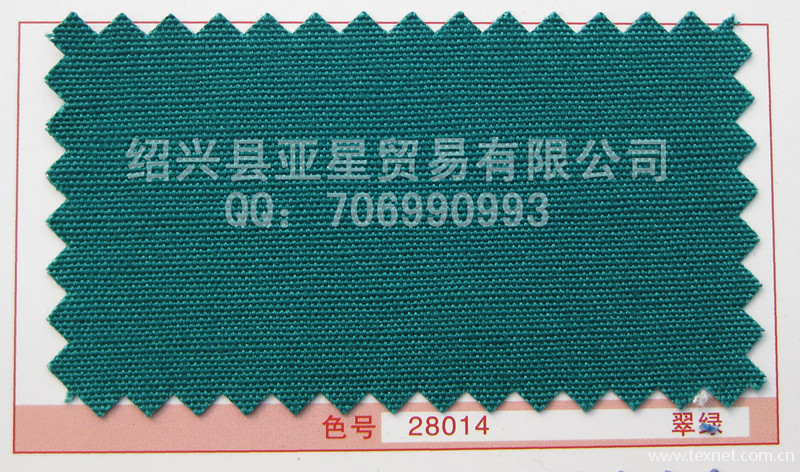 绍兴县亚星贸易有限公司
QQ：706990993
色号 28014 翠绿
www.texnet.com.cn